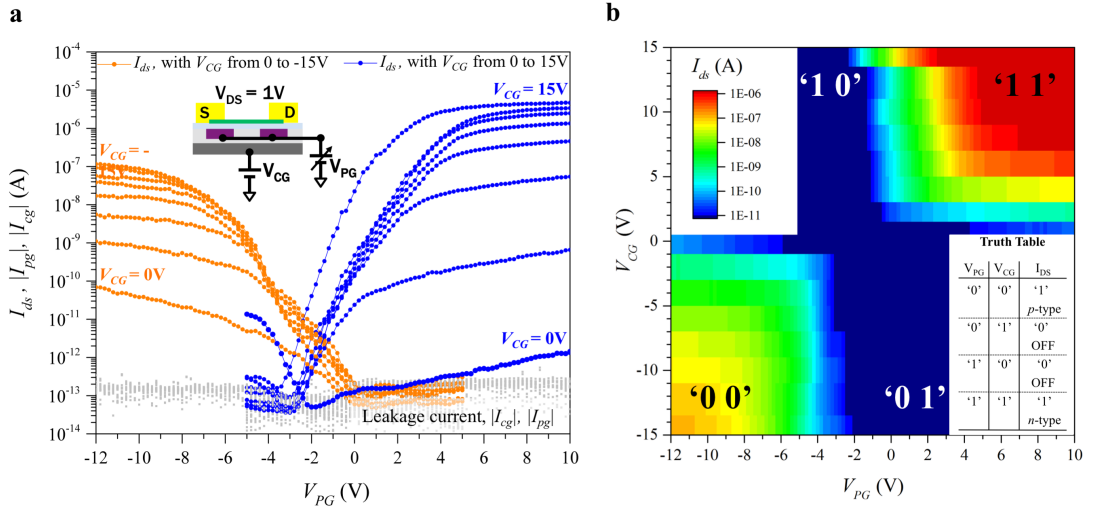 a
b
I_ds, with V_CG from 0 to -15V
I_ds, with V_CG from 0 to 15V
V_CG = 15V
V_DS = 1V
S
D
V_CG
V_PG
V_CG = -
15V
V_CG = 0V
V_CG = 0V
Leakage current, |I_cg|, |I_pg|
10^-4
10^-5
10^-6
10^-7
10^-8
10^-9
10^-10
10^-11
10^-12
10^-13
10^-14
I_ds, |I_pg|, |I_cg| (A)
-12 -10 -8 -6 -4 -2 0 2 4 6 8 10
V_PG (V)
I_ds (A)
1E-06
1E-07
1E-08
1E-09
1E-10
1E-11
‘1 0’
‘1 1’
‘0 0’
‘0 1’
15
10
5
0
-5
-10
-15
V_CG (V)
Truth Table
V_PG V_CG I_DS
‘0’ ‘0’ ‘1’
p-type
‘0’ ‘1’ ‘0’
OFF
‘1’ ‘0’ ‘0’
OFF
‘1’ ‘1’ ‘1’
n-type
-12 -10 -8 -6 -4 -2 0 2 4 6 8 10
V_PG (V)